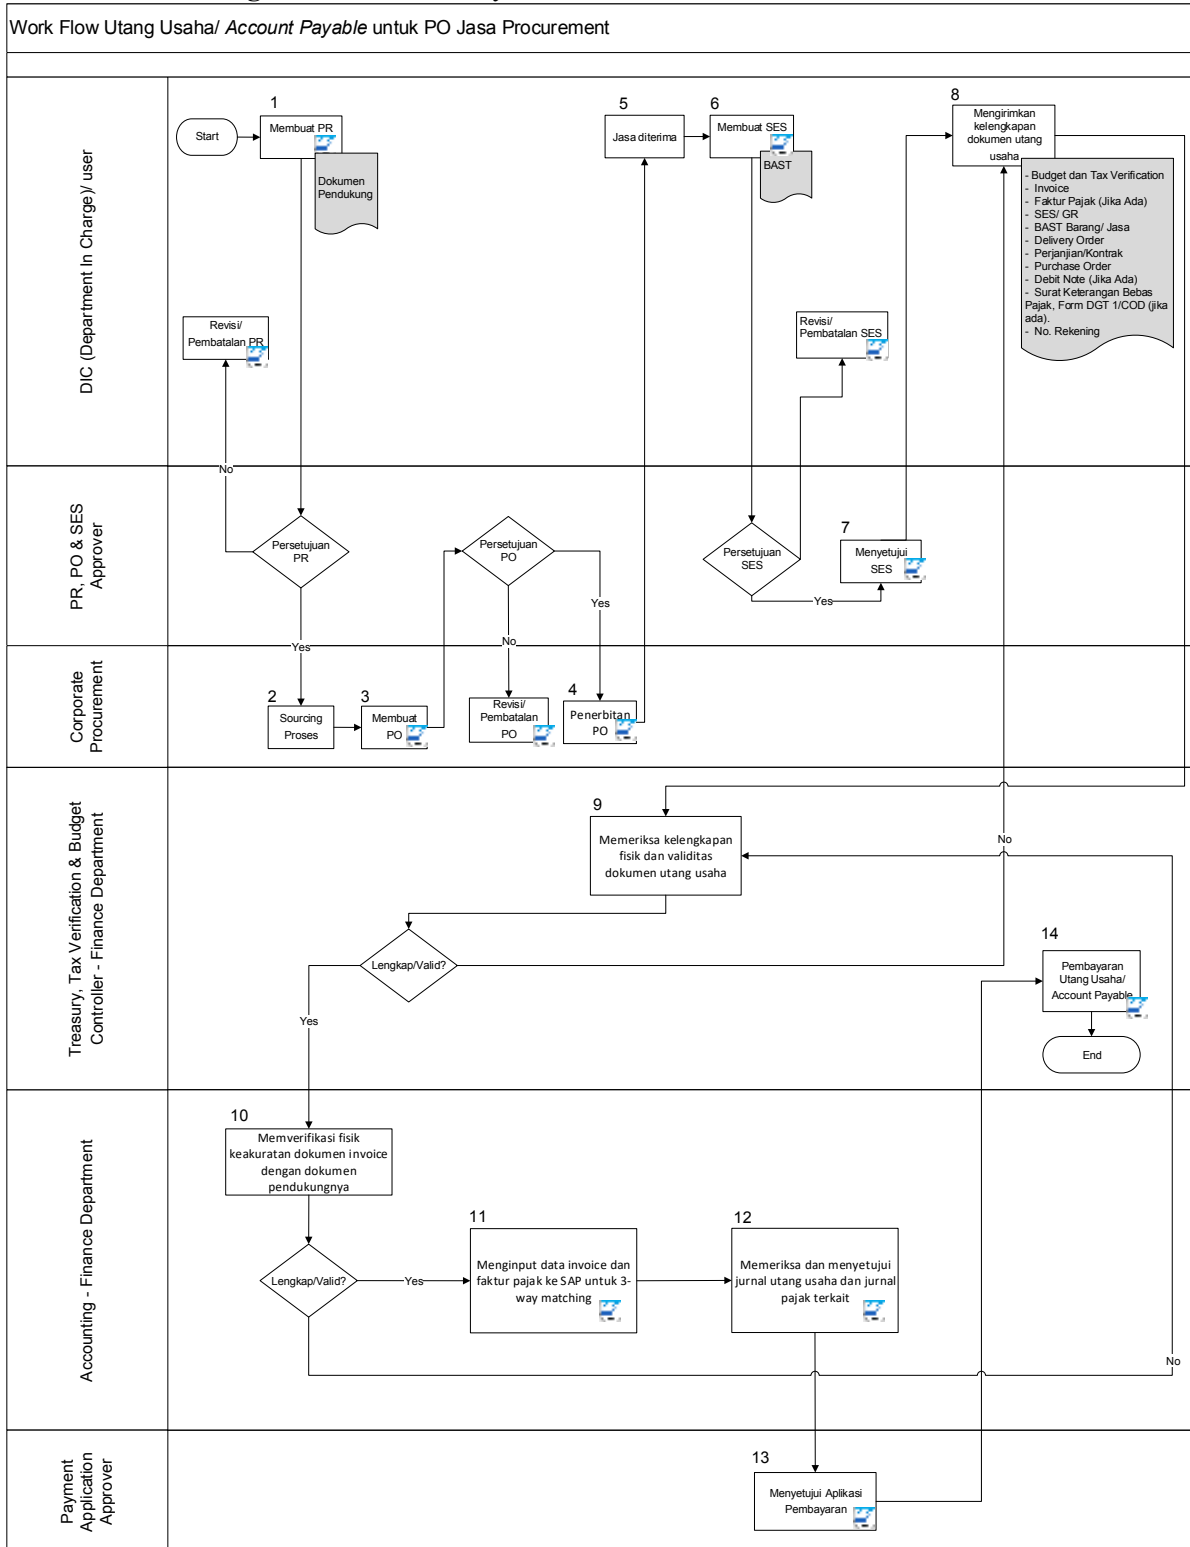 Work Flow Utang Usaha/ Account Payable untuk PO Jasa Procurement
DIC (Department In Charge)/ user
Start
1
Membuat PR
Dokumen
Pendukung
Revisi/
Pembatalan PR
No
5
Jasa diterima
6
Membuat SES
BAST
Revisi/
Pembatalan SES
8
Mengirimkan
kelengkapan
dokumen utang
usaha
- Budget dan Tax Verification
- Invoice
- Faktur Pajak (Jika Ada)
- SES/ GR
- BAST Barang/ Jasa
- Delivery Order
- Perjanjian/Kontrak
- Purchase Order
- Debit Note (Jika Ada)
- Surat Keterangan Bebas
Pajak, Form DGT 1/COD (jika
ada).
- No. Rekening
PR, PO & SES
Approver
Persetujuan
PR
Yes
Persetujuan
PO
Yes
No
Persetujuan
SES
Yes
7
Menyetujui
SES
Corporate
Procurement
2
Sourcing
Proses
3
Membuat
PO
Revisi/
Pembatalan
PO
4
Penerbitan
PO
Treasury, Tax Verification & Budget
Controller - Finance Department
9
Memeriksa kelengkapan
fisik dan validitas
dokumen utang usaha
No
Lengkap/Valid?
Yes
14
Pembayaran
Utang Usaha/
Account Payable
End
Accounting - Finance Department
10
Memverifikasi fisik
keakuratan dokumen invoice
dengan dokumen
pendukungnya
Lengkap/Valid?
Yes
11
Menginput data invoice dan
faktur pajak ke SAP untuk 3-
way matching
12
Memeriksa dan menyetujui
jurnal utang usaha dan jurnal
pajak terkait
No
Payment
Application
Approver
13
Menyetujui Aplikasi
Pembayaran